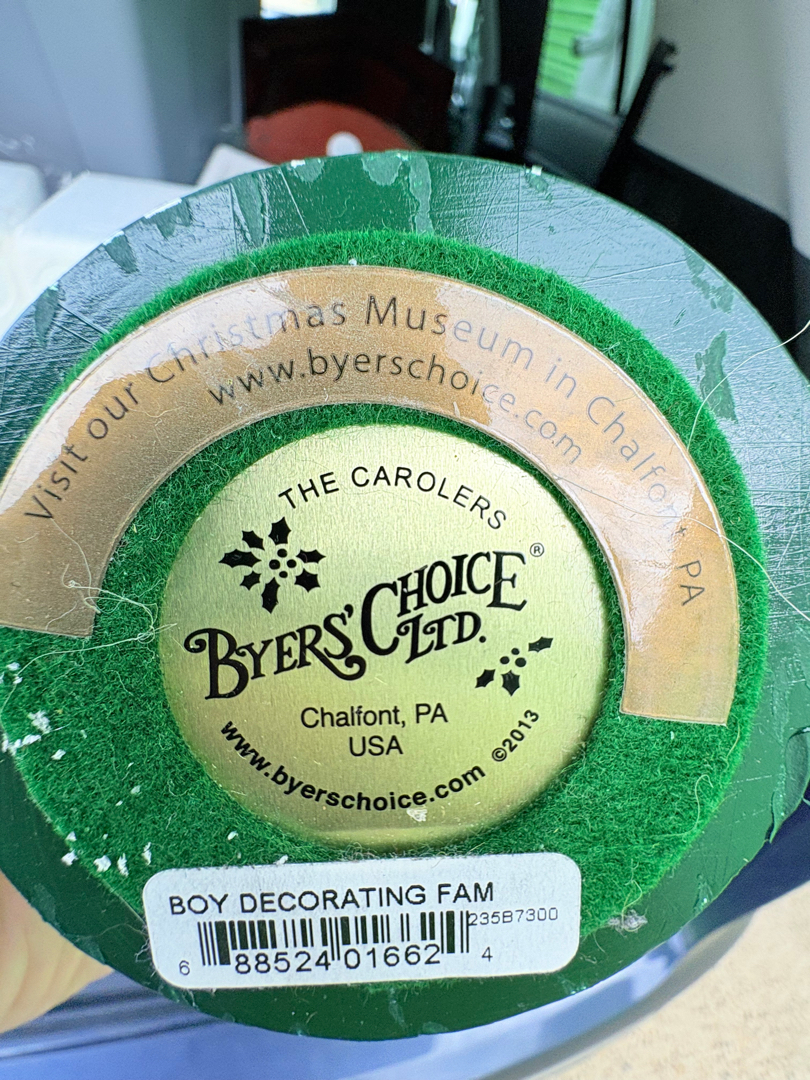 Visit our Christmas Museum in Chalfont, PA
www.byerschoice.com
THE CAROLERS
BYERS' CHOICE®
LTD.
Chalfont, PA
USA
www.byerschoice.com ©2013
BOY DECORATING FAM
235B7300
6 88524 01662 4